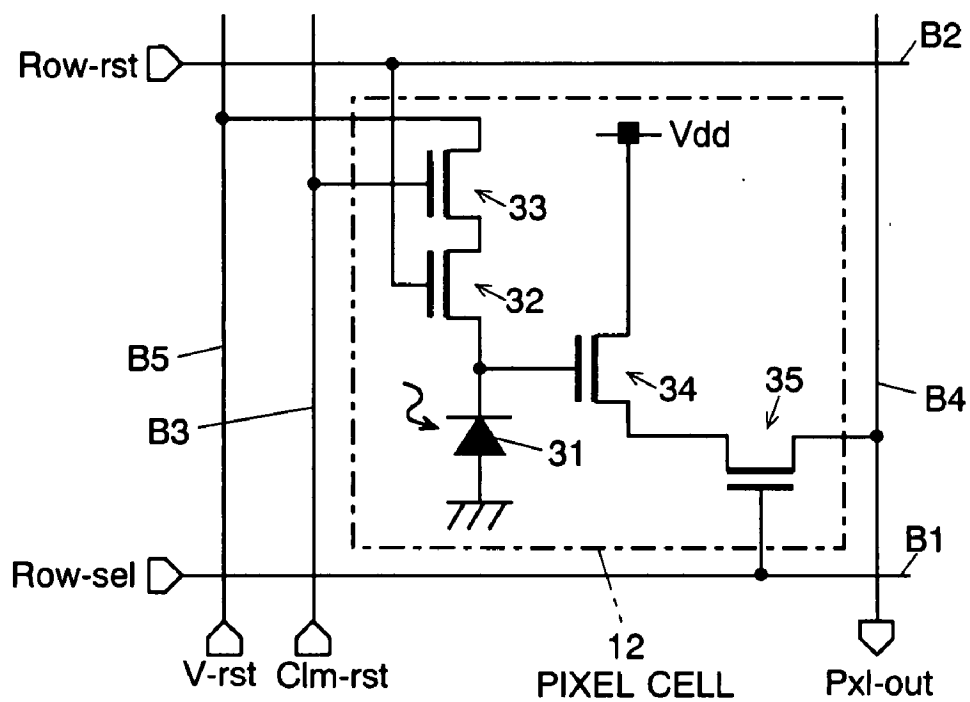 B2
Row-rst
Vdd
33
32
B5
34
35
B4
B3
31
B1
Row-sel
12
V-rst
Clm-rst
PIXEL CELL
Pxl-out